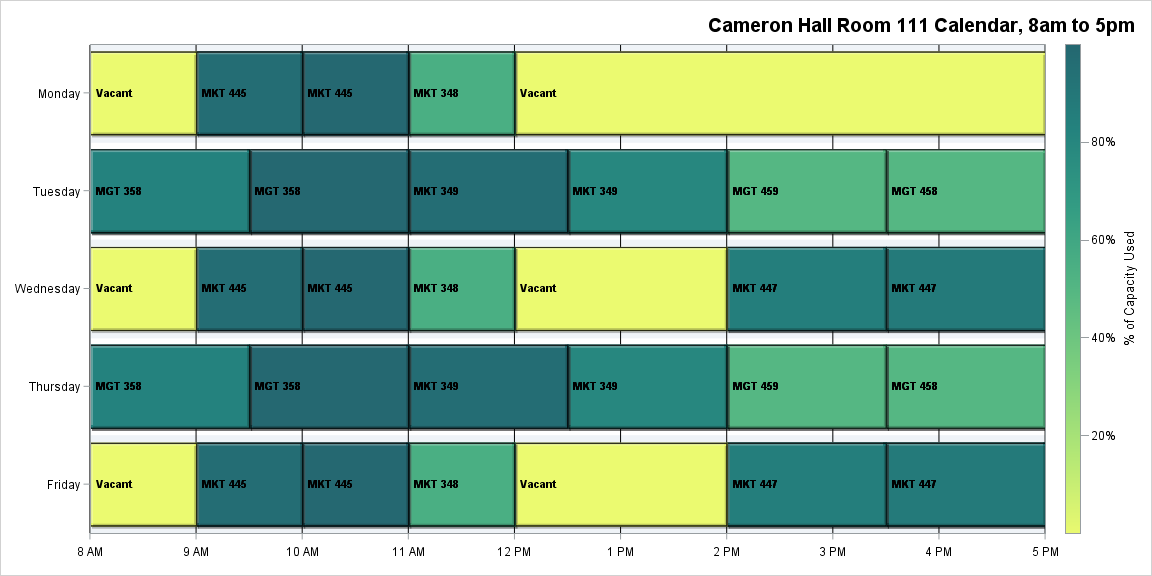 Cameron Hall Room 111 Calendar, 8am to 5pm
Monday Vacant MKT 445 MKT 445 MKT 348 Vacant
80%
Tuesday MGT 358 MGT 358 MKT 349 MKT 349 MGT 459 MGT 458
60%
% of Capacity Used
Wednesday Vacant MKT 445 MKT 445 MKT 348 Vacant MKT 447 MKT 447
40%
Thursday MGT 358 MGT 358 MKT 349 MKT 349 MGT 459 MGT 458
20%
Friday Vacant MKT 445 MKT 445 MKT 348 Vacant MKT 447 MKT 447
8 AM 9 AM 10 AM 11 AM 12 PM 1 PM 2 PM 3 PM 4 PM 5 PM